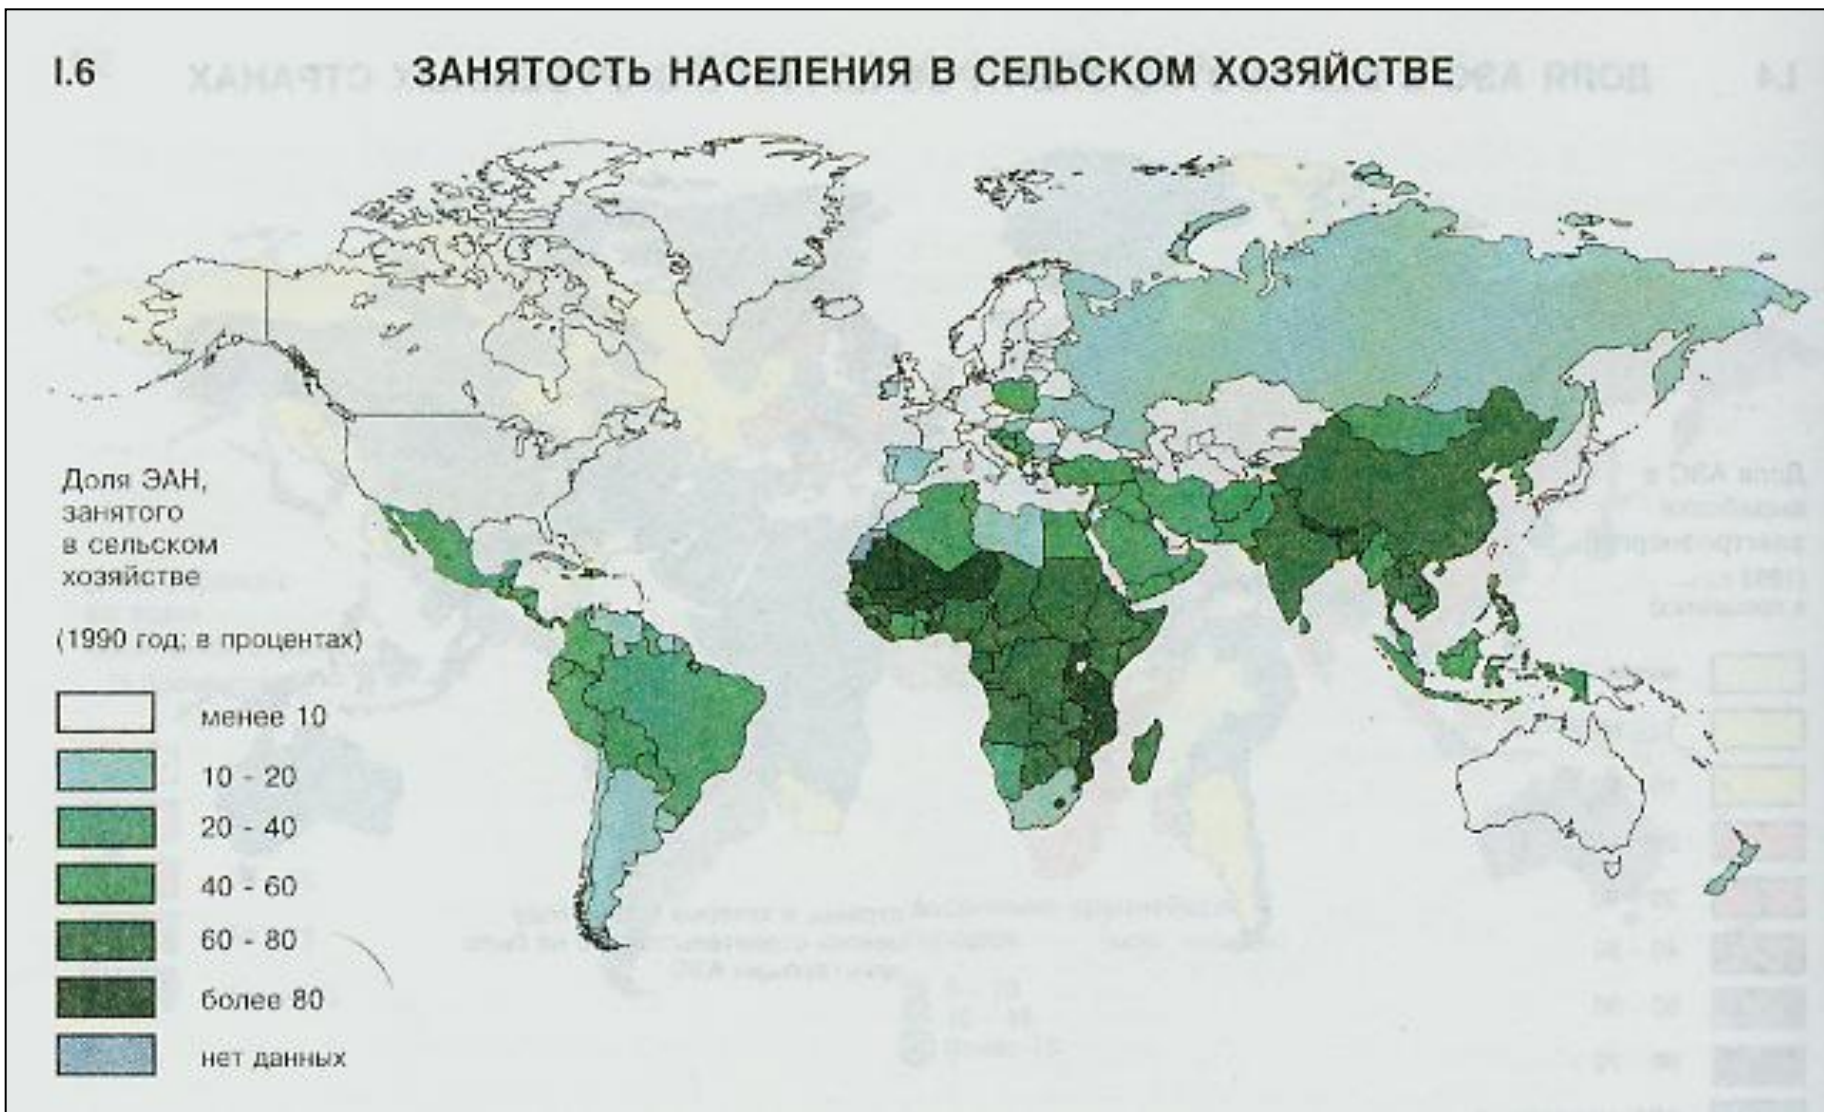 I.6 ЗАНЯТОСТЬ НАСЕЛЕНИЯ В СЕЛЬСКОМ ХОЗЯЙСТВЕ
Доля ЭАН,
занятого
в сельском
хозяйстве
(1990 год; в процентах)
менее 10
10 - 20
20 - 40
40 - 60
60 - 80
более 80
нет данных